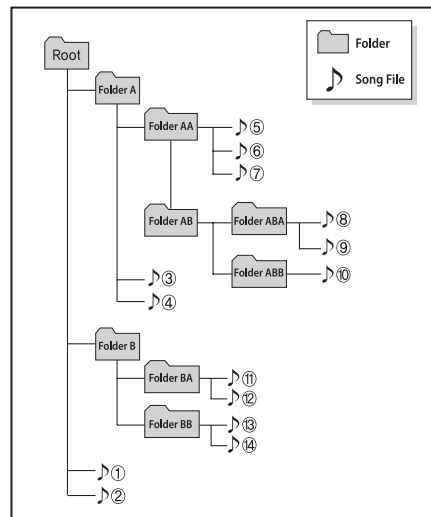 Root
Folder
Song File
Folder A
Folder AA
⑤
⑥
⑦
Folder AB
Folder ABA
⑧
⑨
Folder ABB
⑩
③
④
Folder B
Folder BA
⑪
⑫
Folder BB
⑬
⑭
①
②